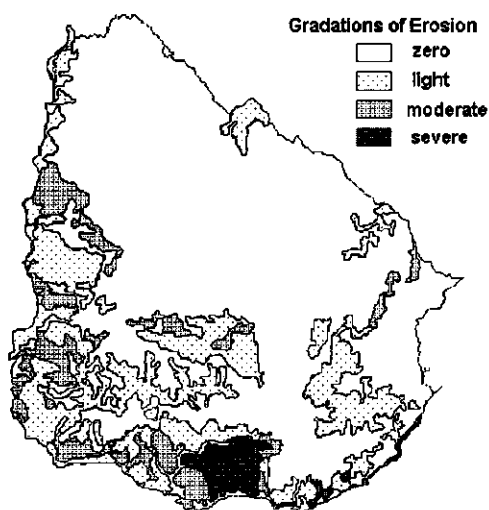 Gradations of Erosion
zero
light
moderate
severe